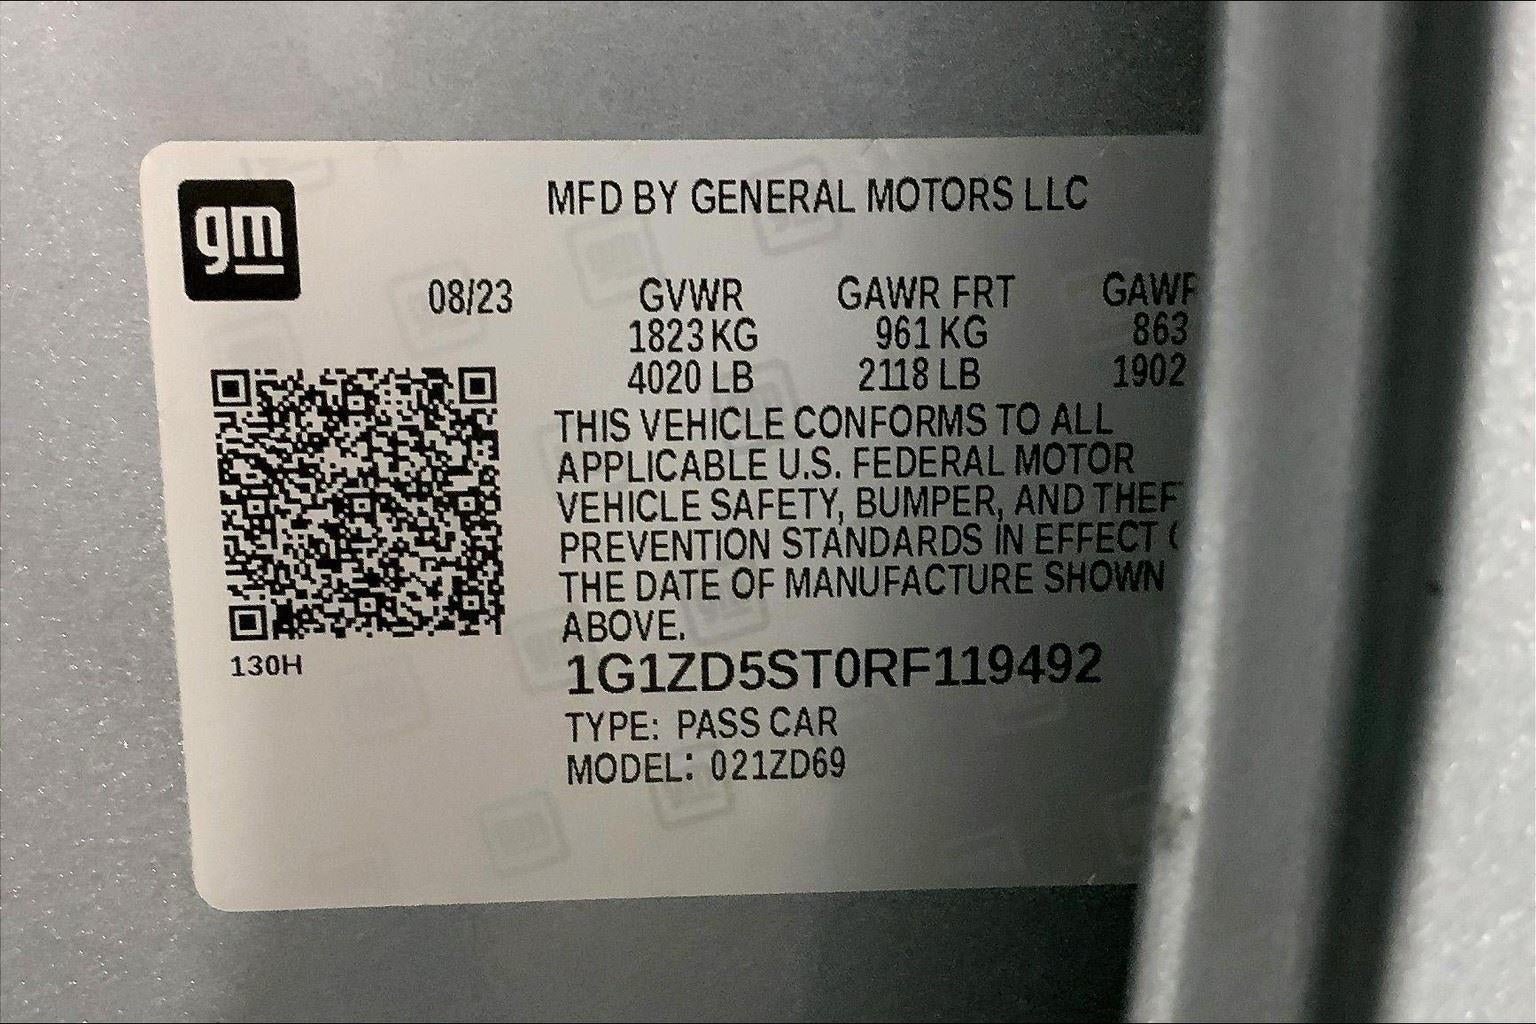 gm
MFD BY GENERAL MOTORS LLC
08/23 GVWR GAWR FRT
1823 KG 961 KG 863
4020 LB 2118 LB 1902
THIS VEHICLE CONFORMS TO ALL
APPLICABLE U.S. FEDERAL MOTOR
VEHICLE SAFETY, BUMPER, AND
PREVENTION STANDARDS IN EFFECT
THE DATE OF MANUFACTURE SHOWN
ABOVE.
130H
1G1ZD5ST0RF119492
TYPE: PASS CAR
MODEL: 021ZD69